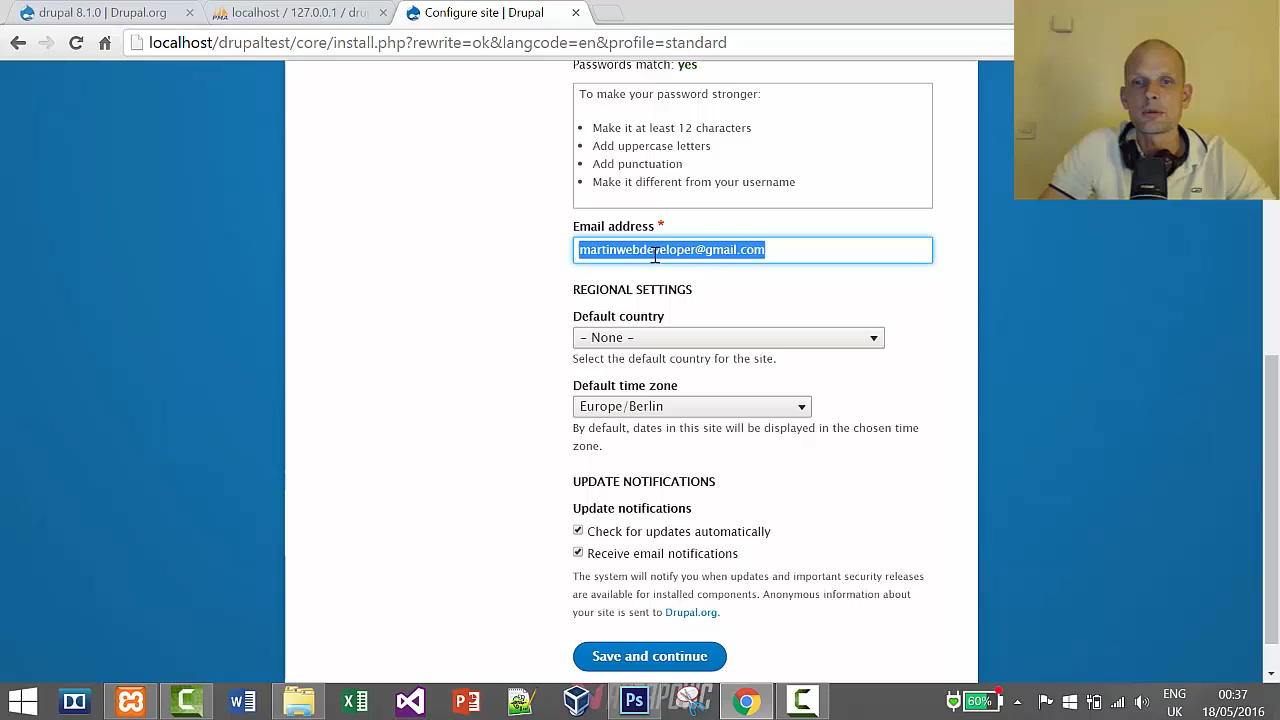 drupal 8.1.0 | Drupal.org
localhost / 127.0.0.1 / dru
Configure site | Drupal
localhost/drupaltest/core/install.php?rewrite=ok&langcode=en&profile=standard
Passwords match: yes
To make your password stronger:
Make it at least 12 characters
Add uppercase letters
Add punctuation
Make it different from your username
Email address *
martinwebdeveloper@gmail.com
REGIONAL SETTINGS
Default country
- None -
Select the default country for the site.
Default time zone
Europe/Berlin
By default, dates in this site will be displayed in the chosen time
zone.
UPDATE NOTIFICATIONS
Update notifications
Check for updates automatically
Receive email notifications
The system will notify you when updates and important security releases
are available for installed components. Anonymous information about
your site is sent to Drupal.org.
Save and continue
60%
ENG
UK
00:37
18/05/2016